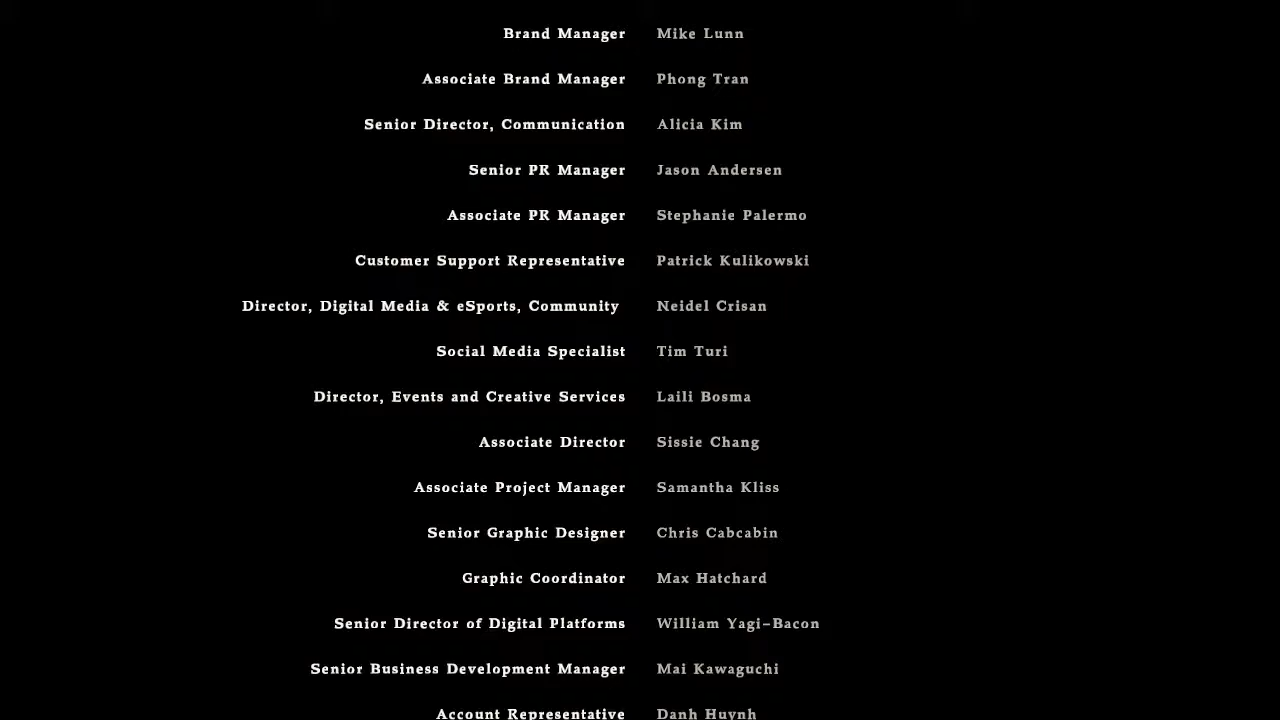 Brand Manager Mike Lunn
Associate Brand Manager Phong Tran
Senior Director, Communication Alicia Kim
Senior PR Manager Jason Andersen
Associate PR Manager Stephanie Palermo
Customer Support Representative Patrick Kulikowski
Director, Digital Media & eSports, Community Neidel Crisan
Social Media Specialist Tim Turi
Director, Events and Creative Services Laili Bosma
Associate Director Sissie Chang
Associate Project Manager Samantha Kliss
Senior Graphic Designer Chris Cabcabin
Graphic Coordinator Max Hatchard
Senior Director of Digital Platforms William Yagi-Bacon
Senior Business Development Manager Mai Kawaguchi
Account Representative Danh Huynh